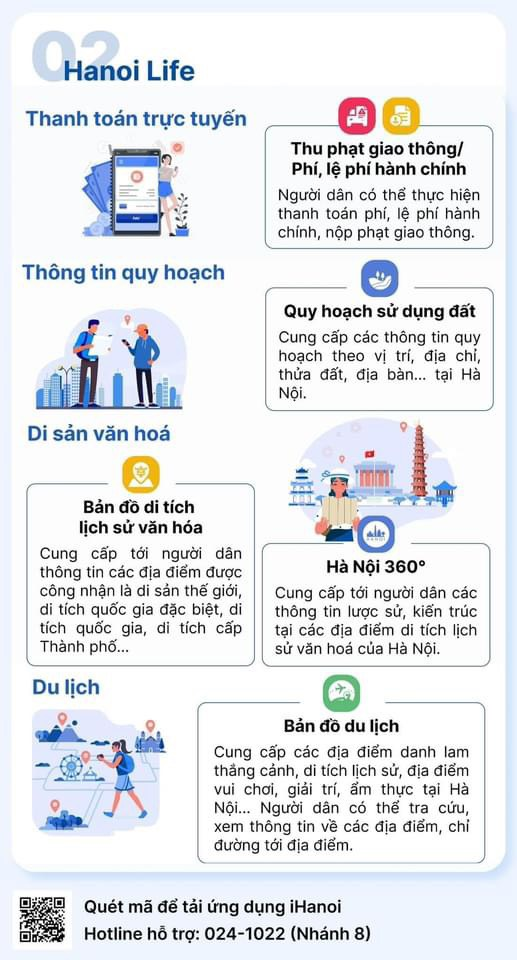 02
Hanoi Life
Thanh toán trực tuyến
Thu phạt giao thông/
Phí, lệ phí hành chính
Người dân có thể thực hiện
thanh toán phí, lệ phí hành
chính, nộp phạt giao thông.
Thông tin quy hoạch
Quy hoạch sử dụng đất
Cung cấp các thông tin quy
hoạch theo vị trí, địa chỉ,
thửa đất, địa bàn... tại Hà
Nội.
Di sản văn hoá
Bản đồ di tích
lịch sử văn hóa
Cung cấp tới người dân
thông tin các địa điểm được
công nhận là di sản thế giới,
di tích quốc gia đặc biệt, di
tích quốc gia, di tích cấp
Thành phố...
HANOI
Hà Nội 360°
Cung cấp tới người dân các
thông tin lược sử, kiến trúc
tại các địa điểm di tích lịch
sử văn hoá của Hà Nội.
Du lịch
Bản đồ du lịch
Cung cấp các địa điểm danh lam
thắng cảnh, di tích lịch sử, địa điểm
vui chơi, giải trí, ẩm thực tại Hà
Nội... Người dân có thể tra cứu,
xem thông tin về các địa điểm, chỉ
đường tới địa điểm.
Quét mã để tải ứng dụng iHanoi
Hotline hỗ trợ: 024-1022 (Nhánh 8)